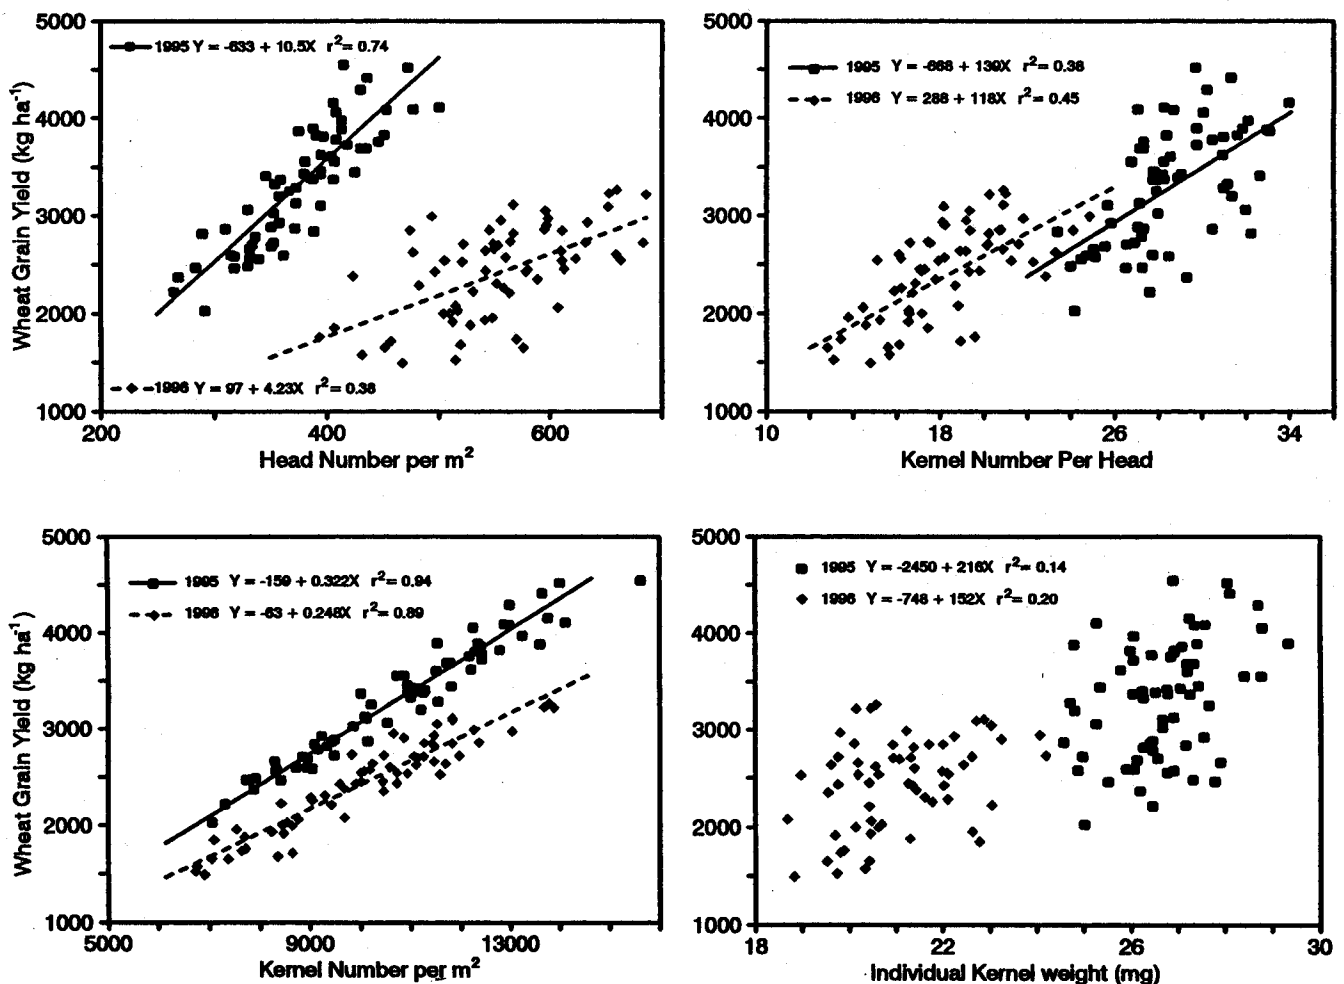 5000
4000
3000
2000
1000
Wheat Grain Yield (kg ha-1)
1995 Y = -633 + 10.5X r2= 0.74
1996 Y = 97 + 4.23X r2= 0.38
200 400 600
Head Number per m2
5000
4000
3000
2000
1000
1995 Y = -668 + 139X r2= 0.38
1996 Y = 288 + 118X r2= 0.45
10 18 26 34
Kernel Number Per Head
5000
4000
3000
2000
1000
Wheat Grain Yield (kg ha-1)
1995 Y = -159 + 0.322X r2= 0.94
1996 Y = -63 + 0.248X r2= 0.89
5000 9000 13000
Kernel Number per m2
5000
4000
3000
2000
1000
1995 Y = -2450 + 216X r2= 0.14
1996 Y = -748 + 152X r2= 0.20
18 22 26 30
Individual Kernel weight (mg)